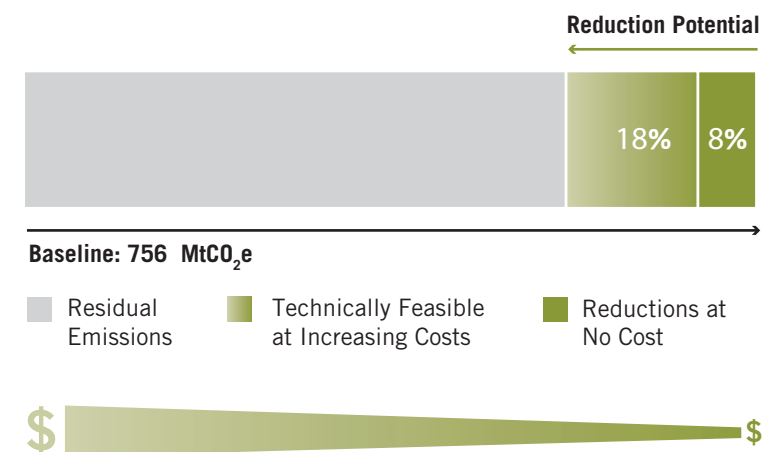 Reduction Potential
18% 8%
Baseline: 756 MtCO₂e
Residual Emissions
Technically Feasible at Increasing Costs
Reductions at No Cost
$ $